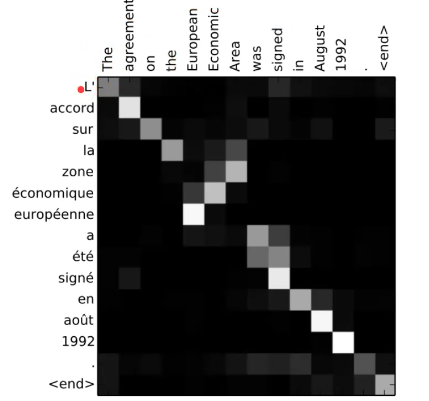 The agreement on the European Economic Area was signed in August 1992 . <end>
L'
accord
sur
la
zone
économique
européenne
a
été
signé
en
août
1992
.
<end>